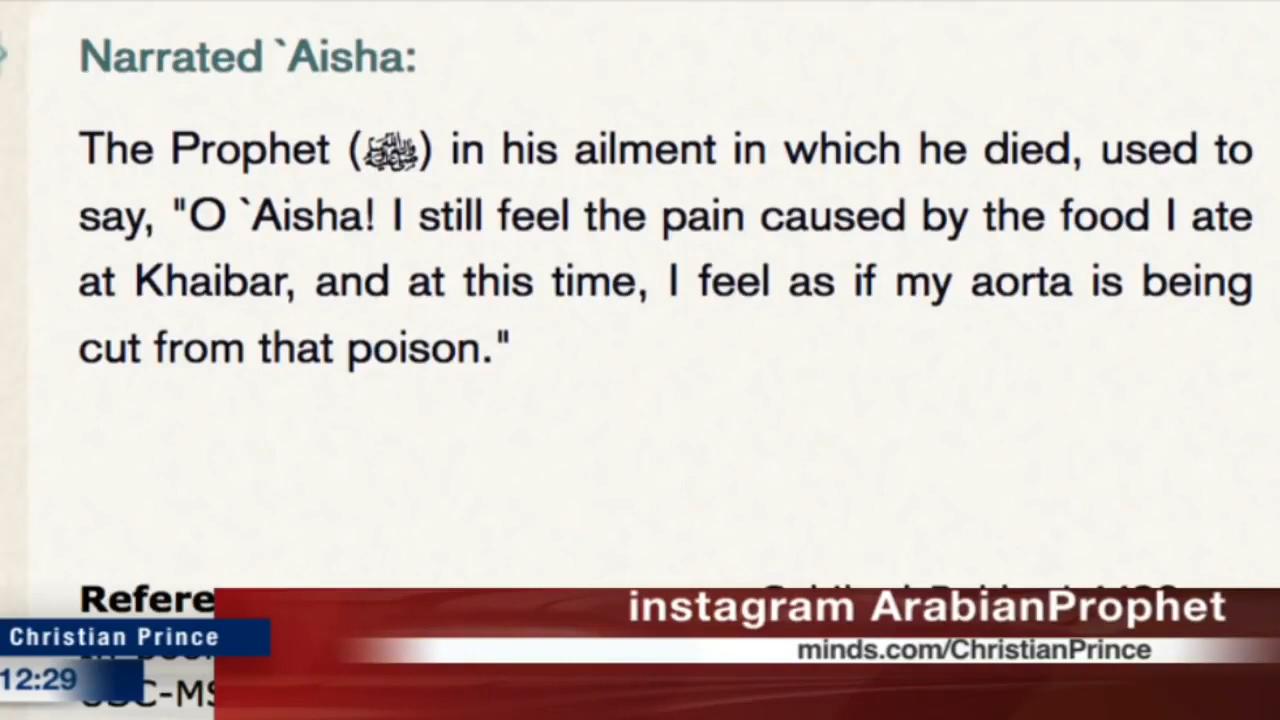 Narrated `Aisha:
The Prophet (ﷺ) in his ailment in which he died, used to
say, "O `Aisha! I still feel the pain caused by the food I ate
at Khaibar, and at this time, I feel as if my aorta is being
cut from that poison."
Refere
instagram ArabianProphet
Christian Prince
minds.com/ChristianPrince
12:29